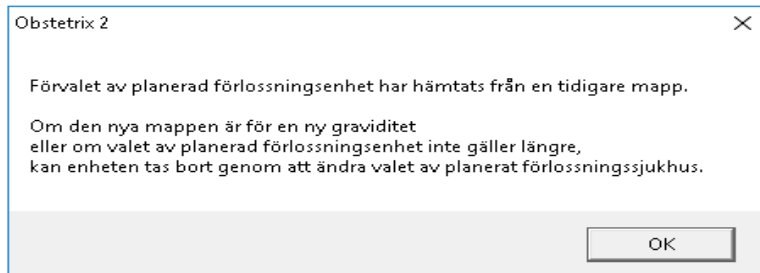 Obstetrix 2
Förvalet av planerad förlossningsenhet har hämtats från en tidigare mapp.
Om den nya mappen är för en ny graviditet
eller om valet av planerad förlossningsenhet inte gäller längre,
kan enheten tas bort genom att ändra valet av planerat förlossningssjukhus.
OK